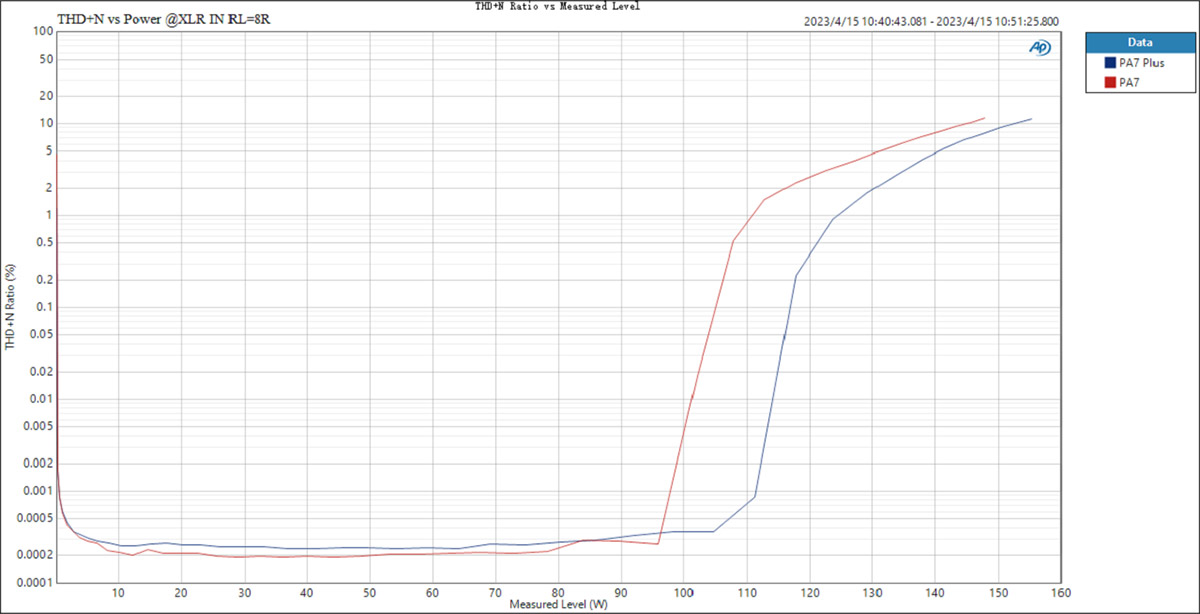 THD+N Ratio vs Measured Level
THD+N vs Power @XLR IN RL=8R
2023/4/15 10:40:43.081 - 2023/4/15 10:51:25.800
AP
Data
PA7 Plus
PA7
THD+N Ratio (%)
100
50
20
10
5
2
1
0.5
0.2
0.1
0.05
0.02
0.01
0.005
0.002
0.001
0.0005
0.0002
0.0001
10 20 30 40 50 60 70 80 90 100 110 120 130 140 150 160
Measured Level (W)